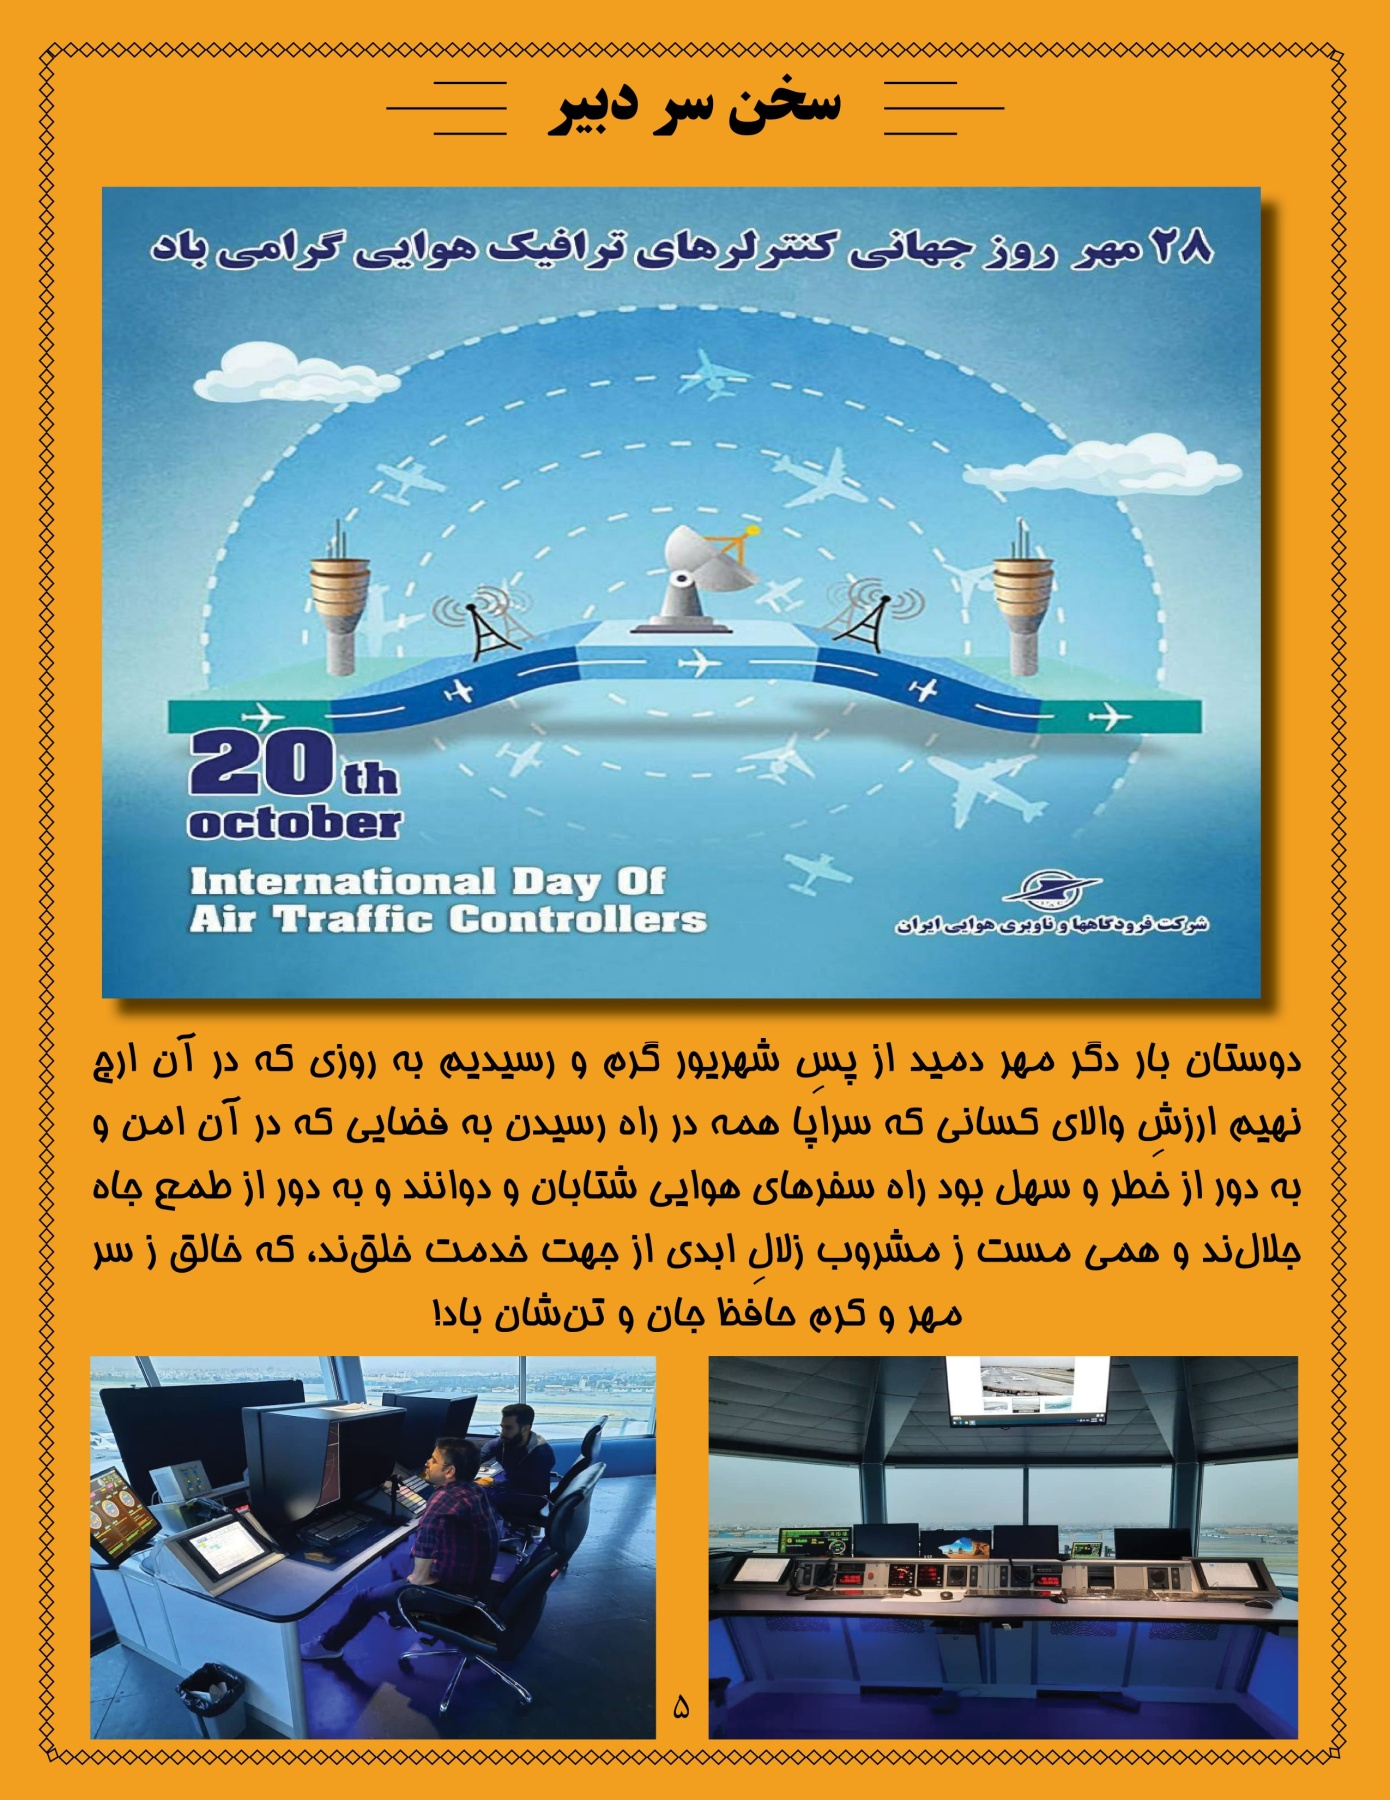 سخن سر دبیر
۲۸ مهر روز جهانی کنترلرهای ترافیک هوایی گرامی باد
20th
october
International Day Of
Air Traffic Controllers
شرکت فرودگاهها و ناوبری هوایی ایران
دوستان بار دگر مهر دمید از پسِ شهریور گرم و رسیدیم به روزی که در آن ارج
نهیم ارزشِ والای کسانی که سراپا همه در راه رسیدن به فضایی که در آن امن و
به دور از خطر و سهل بود راه سفرهای هوایی شتابان و دوانند و به دور از طمع جاه
جلال‌ند و همی مست ز مشروب زلالِ ابدی از جهت خدمت خلق‌ند، که خالق ز سر
مهر و کرم حافظ جان و تن‌شان باد!
۵